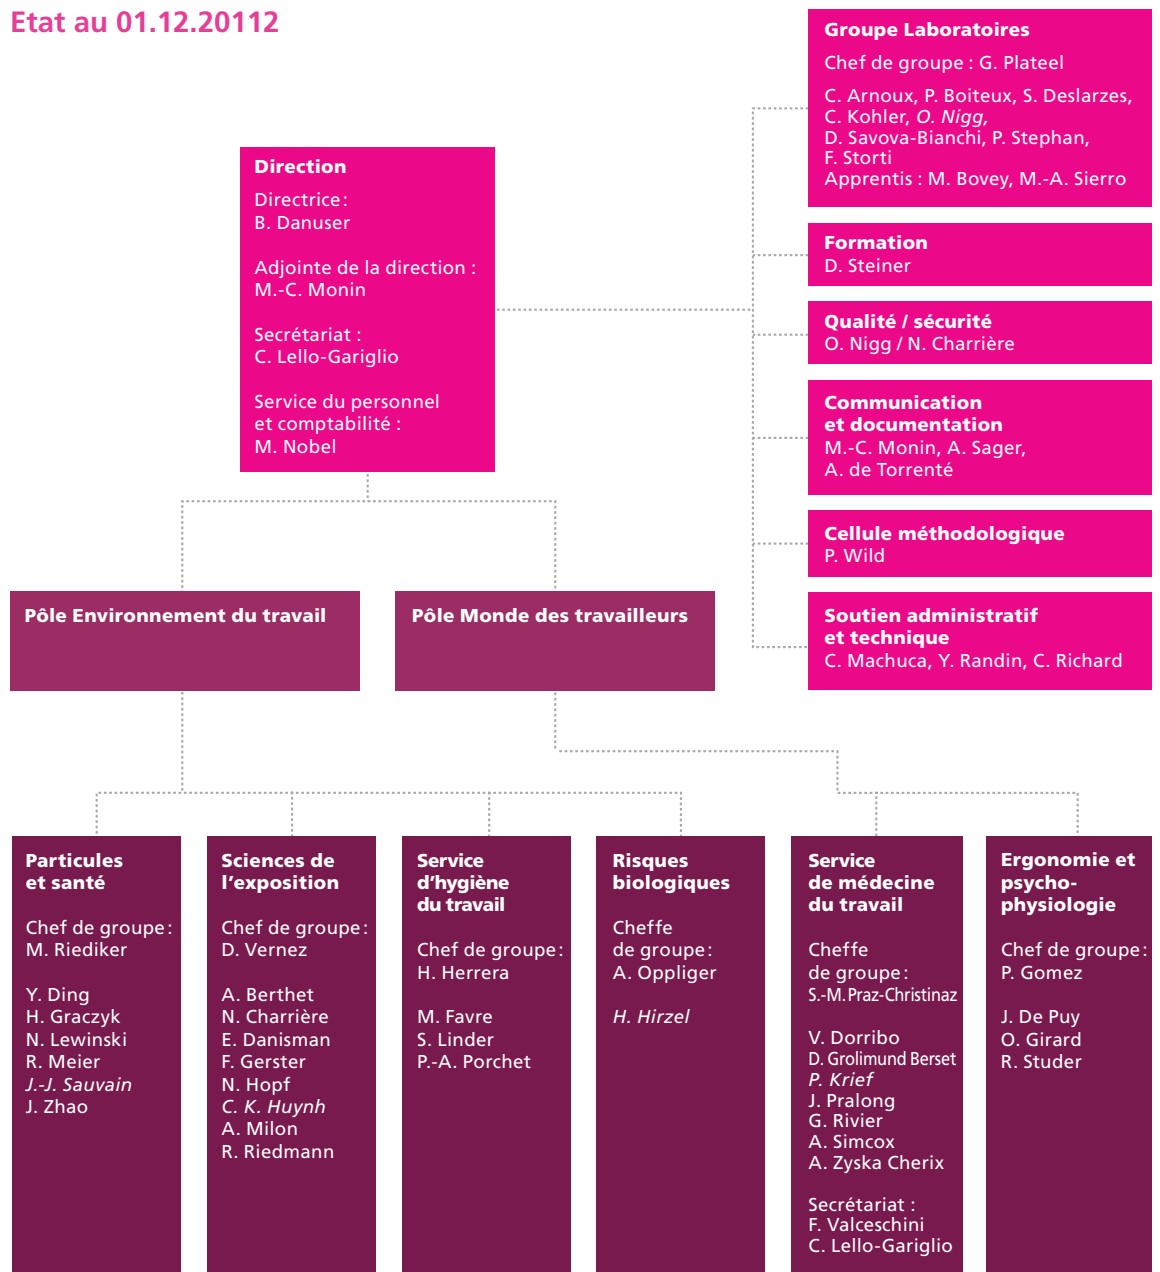 Etat au 01.12.20112
Groupe Laboratoires
Chef de groupe : G. Plateel
C. Arnoux, P. Boiteux, S. Deslarzes,
C. Kohler, O. Nigg,
D. Savova-Bianchi, P. Stephan,
F. Storti
Apprentis : M. Bovey, M.-A. Sierro
Direction
Directrice :
B. Danuser
Adjointe de la direction :
M.-C. Monin
Secrétariat :
C. Lello-Gariglio
Service du personnel
et comptabilité :
M. Nobel
Formation
D. Steiner
Qualité / sécurité
O. Nigg / N. Charrière
Communication
et documentation
M.-C. Monin, A. Sager,
A. de Torrenté
Cellule méthodologique
P. Wild
Soutien administratif
et technique
C. Machuca, Y. Randin, C. Richard
Pôle Environnement du travail
Pôle Monde des travailleurs
Particules
et santé
Chef de groupe :
M. Riediker
Y. Ding
H. Graczyk
N. Lewinski
R. Meier
J.-J. Sauvain
J. Zhao
Sciences de
l'exposition
Chef de groupe :
D. Vernez
A. Berthet
N. Charrière
E. Danisman
F. Gerster
N. Hopf
C. K. Huynh
A. Milon
R. Riedmann
Service
d'hygiène
du travail
Chef de groupe :
H. Herrera
M. Favre
S. Linder
P.-A. Porchet
Risques
biologiques
Cheffe
de groupe :
A. Oppliger
H. Hirzel
Service
de médecine
du travail
Cheffe
de groupe :
S.-M. Praz-Christinaz
V. Dorribo
D. Grolimund Berset
P. Krief
J. Pralong
G. Rivier
A. Simcox
A. Zyska Cherix
Secrétariat :
F. Valceschini
C. Lello-Gariglio
Ergonomie et
psycho-
physiologie
Chef de groupe :
P. Gomez
J. De Puy
O. Girard
R. Studer